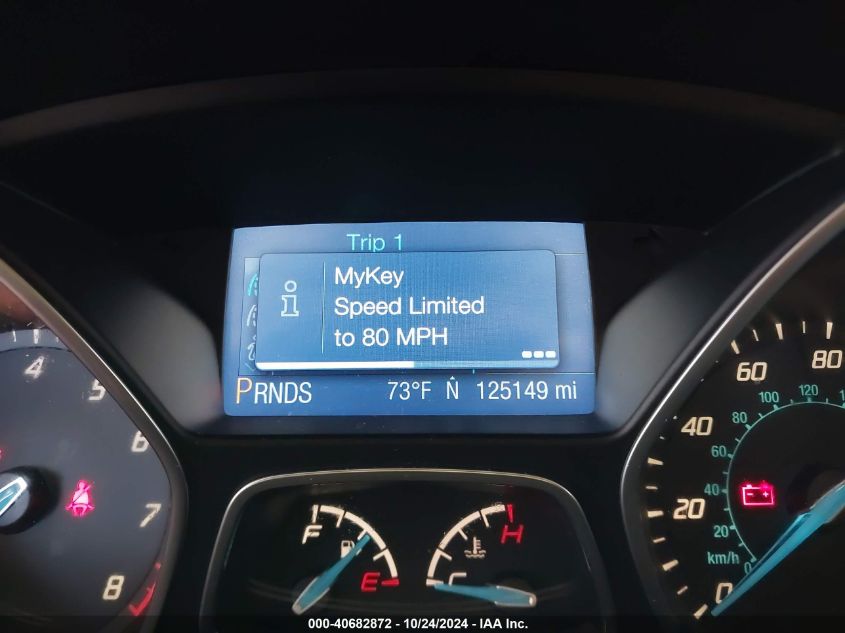 Trip 1
MyKey
Speed Limited
to 80 MPH
PRNDS 73°F N 125149 mi
4
5
6
7
8
F
E
H
C
80
60
40
20
0
120
100
80
60
40
20
0
km/h
000-40682872 - 10/24/2024 - IAA Inc.